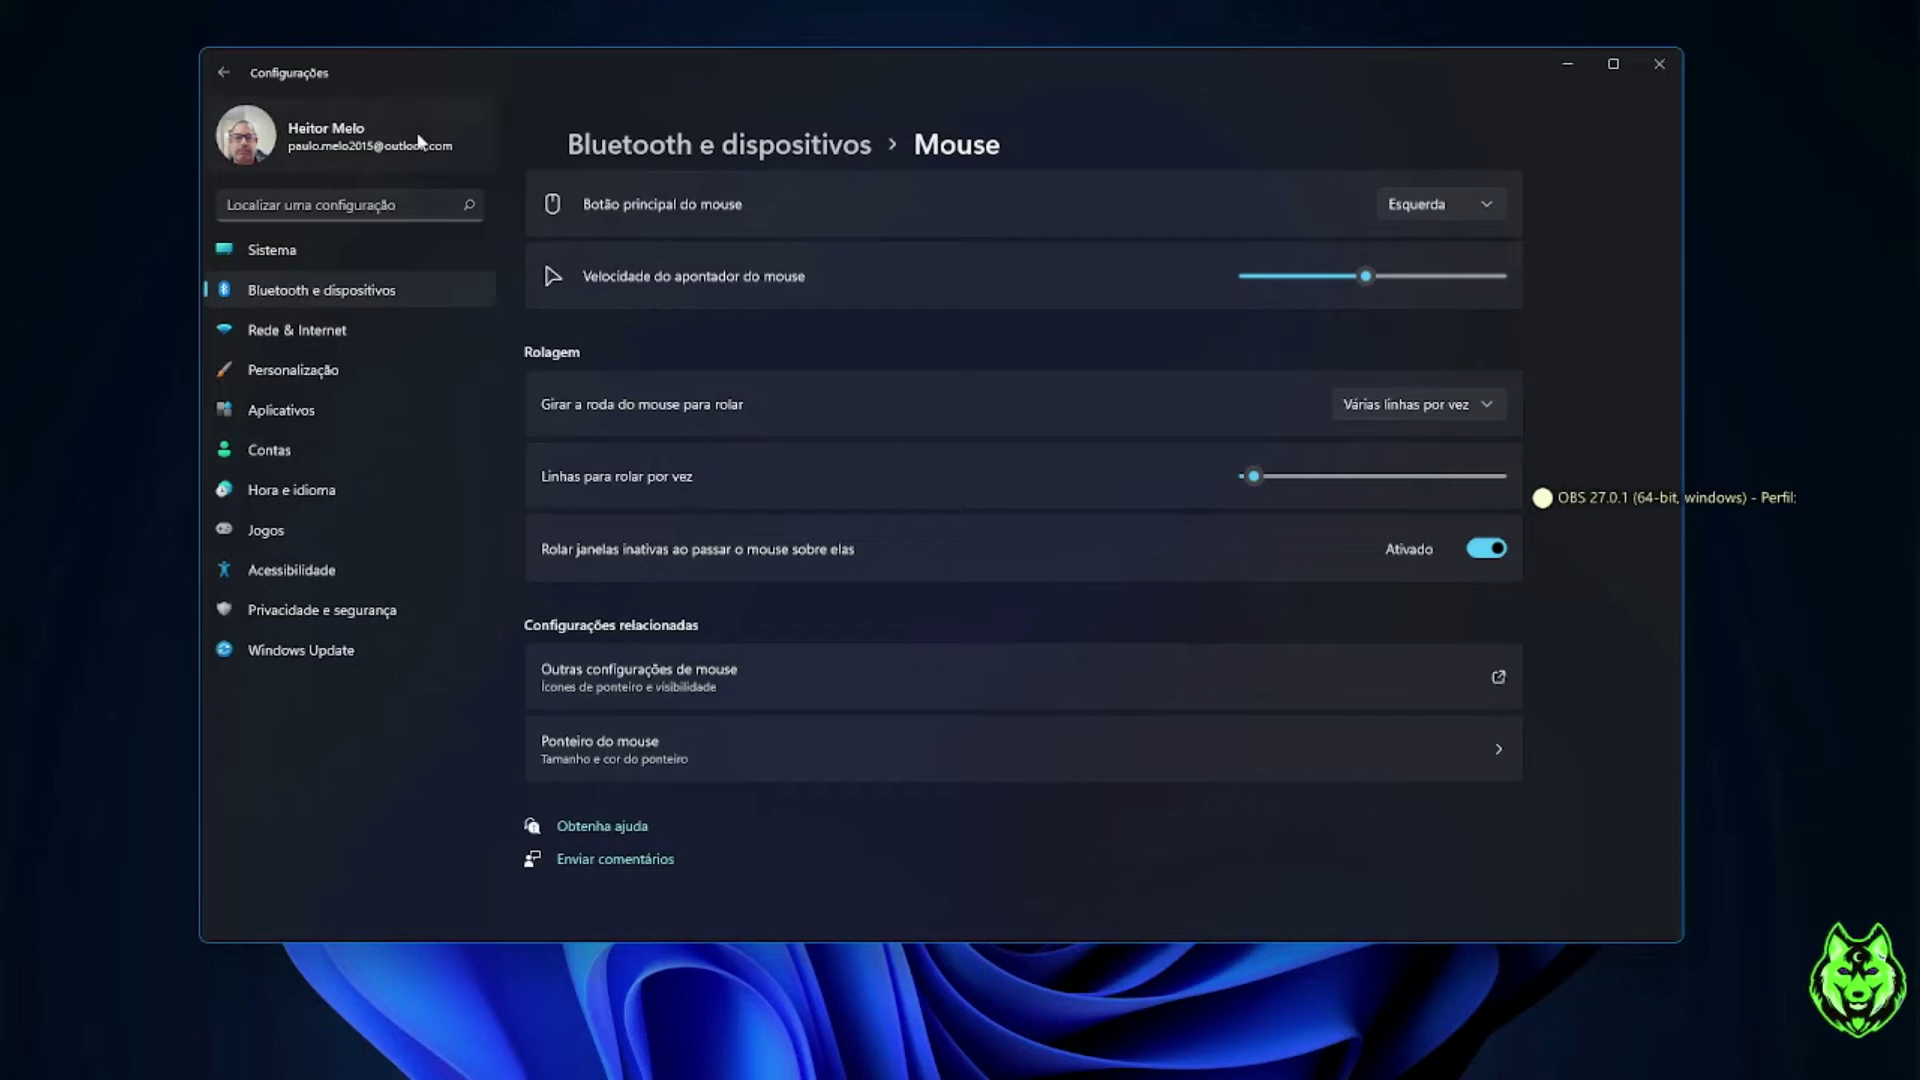 Configurações
Heitor Melo
paulo.melo2015@outlook.com
Localizar uma configuração
Sistema
Bluetooth e dispositivos
Rede & Internet
Personalização
Aplicativos
Contas
Hora e idioma
Jogos
Acessibilidade
Privacidade e segurança
Windows Update
Bluetooth e dispositivos › Mouse
Botão principal do mouse
Esquerda
Velocidade do apontador do mouse
Rolagem
Girar a roda do mouse para rolar
Várias linhas por vez
Linhas para rolar por vez
Rolar janelas inativas ao passar o mouse sobre elas
Ativado
Configurações relacionadas
Outras configurações de mouse
Ícones de ponteiro e visibilidade
Ponteiro do mouse
Tamanho e cor do ponteiro
Obtenha ajuda
Enviar comentários
OBS 27.0.1 (64-bit, windows) - Perfil: